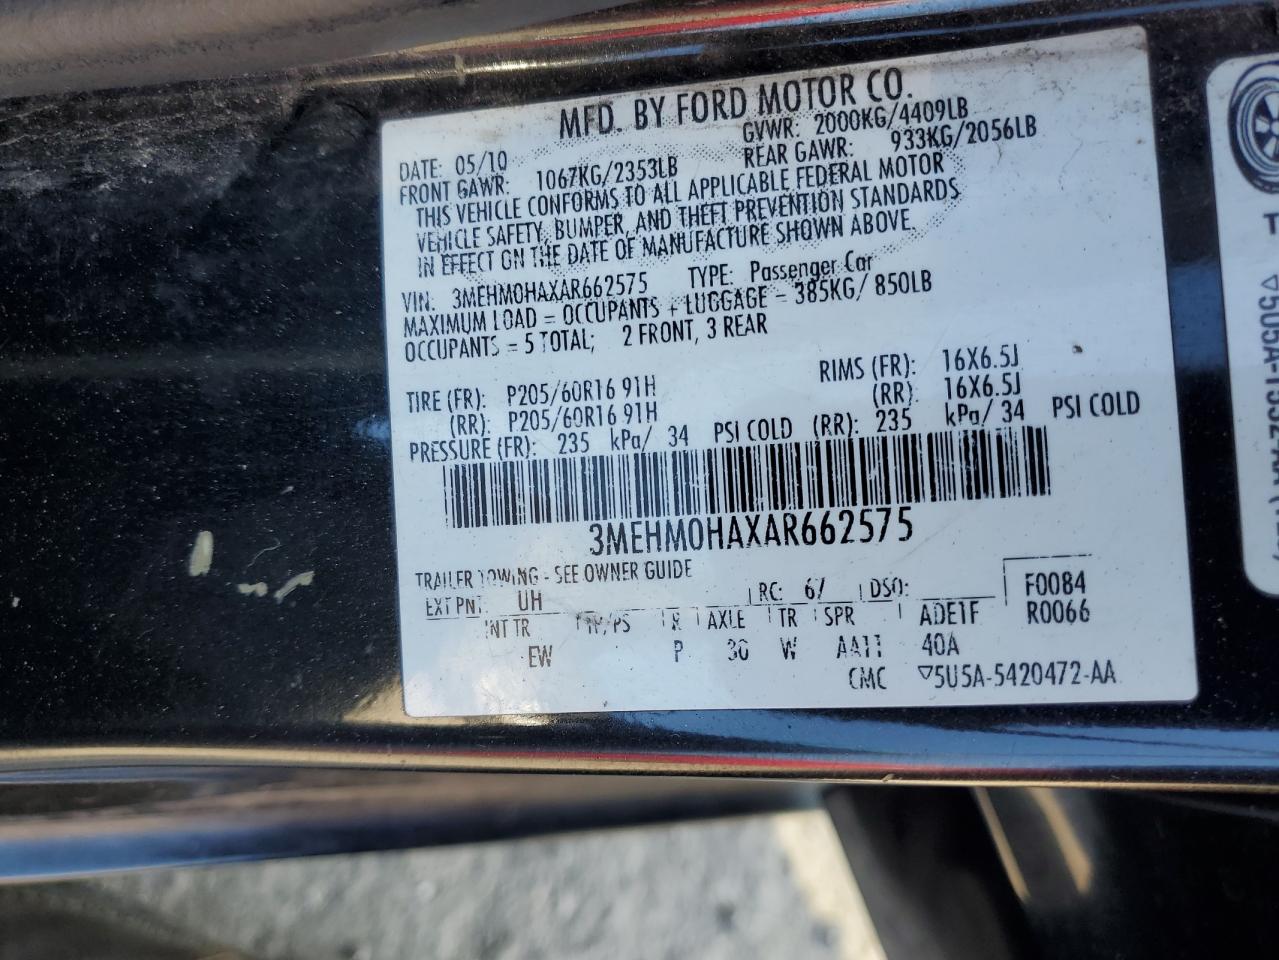 MFD. BY FORD MOTOR CO.
DATE: 05/10 GVWR: 2000KG/4409LB
FRONT GAWR: 1067KG/2353LB REAR GAWR: 933KG/2056LB
THIS VEHICLE CONFORMS TO ALL APPLICABLE FEDERAL MOTOR
VEHICLE SAFETY, BUMPER, AND THEFT PREVENTION STANDARDS
IN EFFECT ON THE DATE OF MANUFACTURE SHOWN ABOVE.
VIN: 3MEHM0HAXAR662575 TYPE: Passenger Car
MAXIMUM LOAD = OCCUPANTS + LUGGAGE = 385KG/ 850LB
OCCUPANTS = 5 TOTAL; 2 FRONT, 3 REAR
TIRE (FR): P205/60R16 91H RIMS (FR): 16X6.5J
(RR): P205/60R16 91H (RR): 16X6.5J
PRESSURE (FR): 235 kPa/ 34 PSI COLD (RR): 235 kPa/ 34 PSI COLD
3MEHM0HAXAR662575
TRAILER TOWING - SEE OWNER GUIDE
EXT PNT: UH RC: 67 DSO: F0084
INT TR TP/PS R AXLE TR SPR ADE1F R0066
EW P 30 W AA11 40A
CMC ▽5U5A-5420472-AA
T